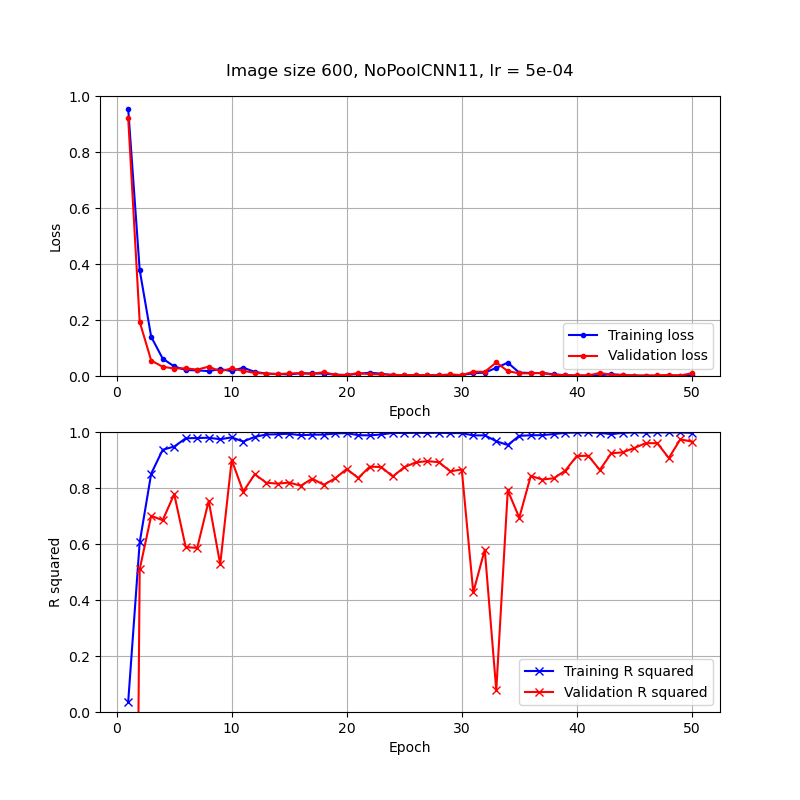 Image size 600, NoPoolCNN11, lr = 5e-04
1.0
0.8
0.6
0.4
0.2
0.0
Loss
Training loss
Validation loss
0 10 20 30 40 50
Epoch
1.0
0.8
0.6
0.4
0.2
0.0
R squared
Training R squared
Validation R squared
0 10 20 30 40 50
Epoch